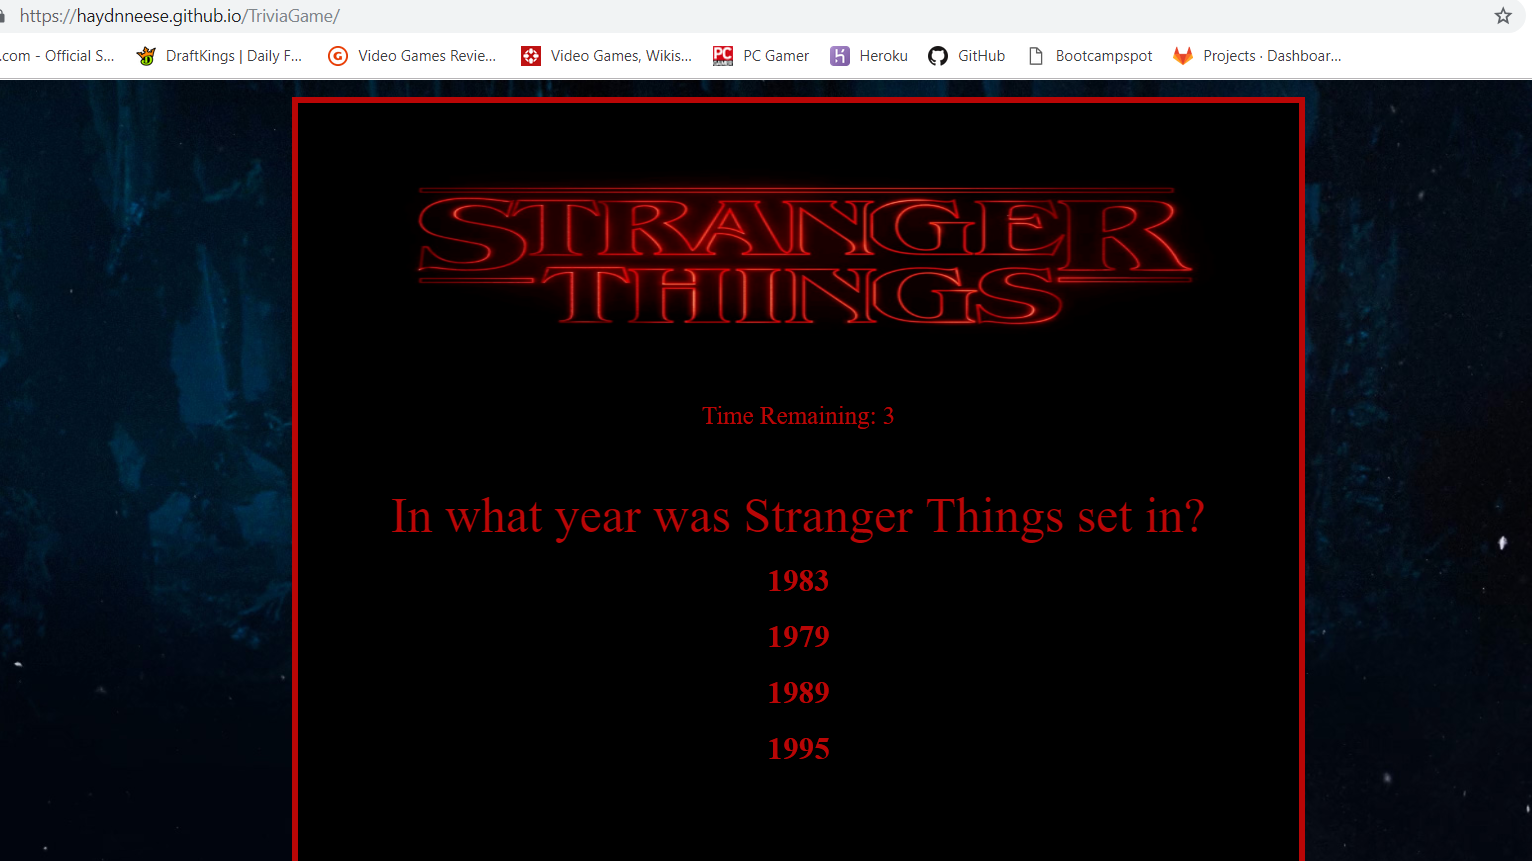 https://haydnneese.github.io/TriviaGame/
.com - Official S... DraftKings | Daily F... Video Games Revie... Video Games, Wikis... PC GAMER PC Gamer Heroku GitHub Bootcampspot Projects · Dashboar...
STRANGER
THINGS
Time Remaining: 3
In what year was Stranger Things set in?
1983
1979
1989
1995